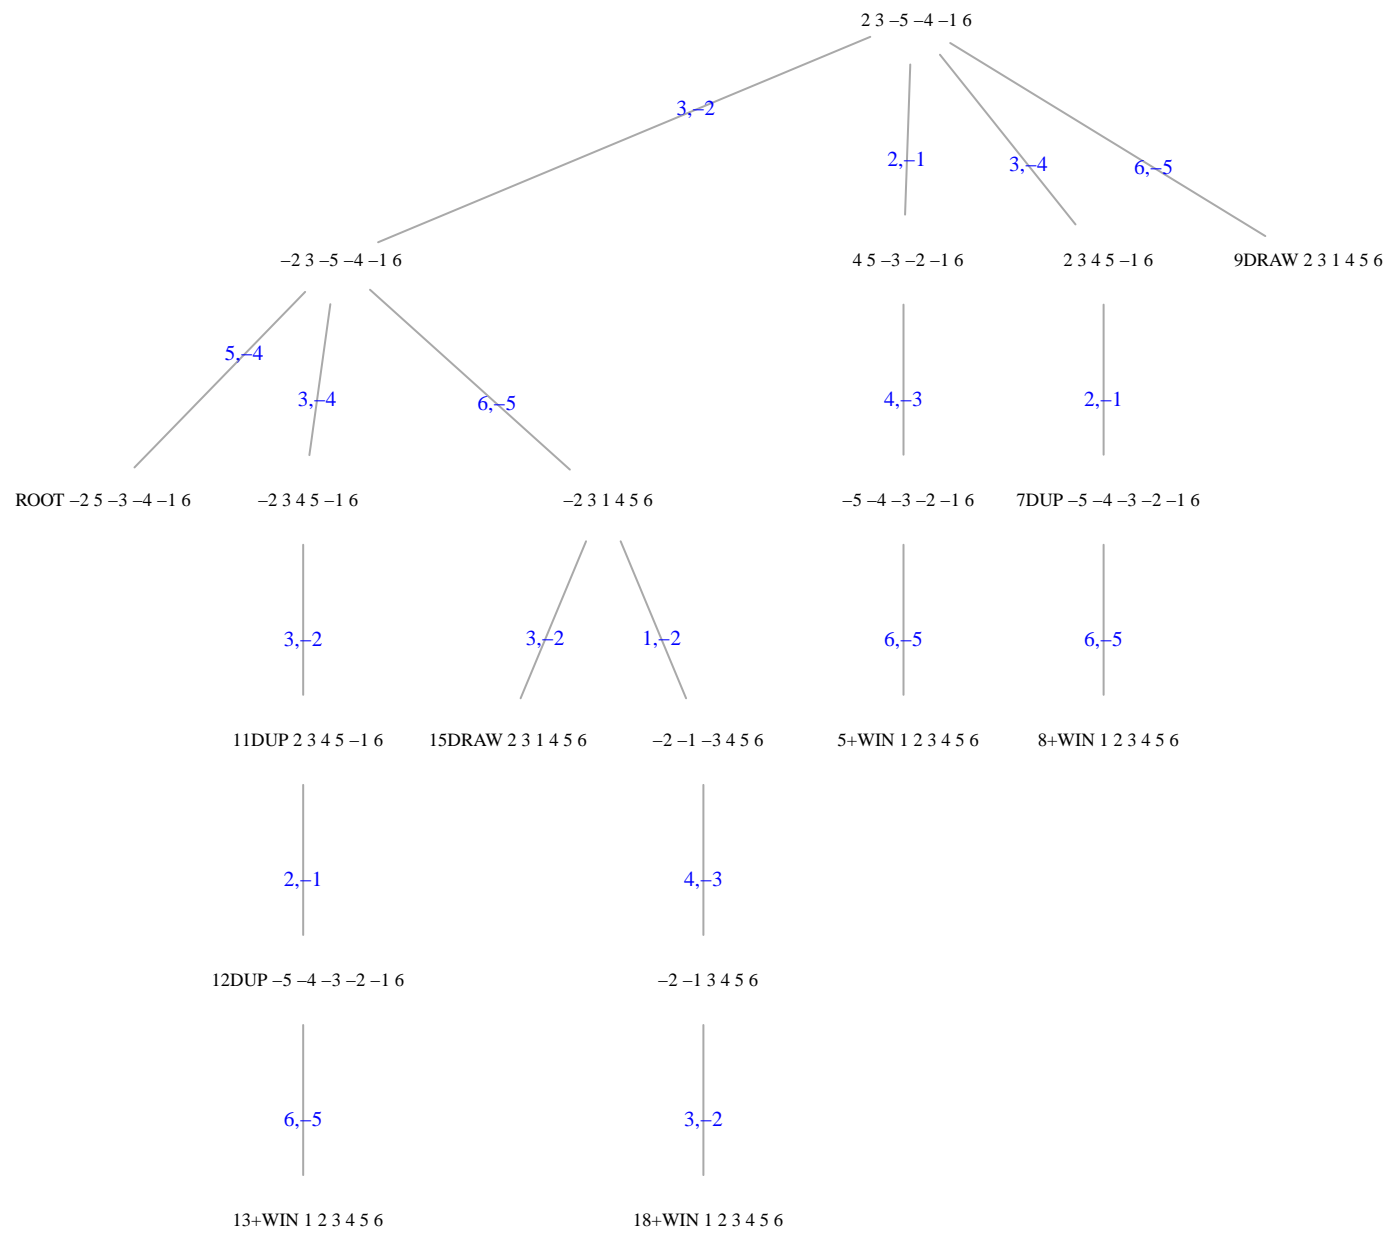 2 3 –5 –4 –1 6
3,–2
2,–1
3,–4
6,–5
–2 3 –5 –4 –1 6
4 5 –3 –2 –1 6
2 3 4 5 –1 6
9DRAW 2 3 1 4 5 6
5,–4
3,–4
6,–5
4,–3
2,–1
ROOT –2 5 –3 –4 –1 6
–2 3 4 5 –1 6
–2 3 1 4 5 6
–5 –4 –3 –2 –1 6
7DUP –5 –4 –3 –2 –1 6
3,–2
3,–2
1,–2
6,–5
6,–5
11DUP 2 3 4 5 –1 6
15DRAW 2 3 1 4 5 6
–2 –1 –3 4 5 6
5+WIN 1 2 3 4 5 6
8+WIN 1 2 3 4 5 6
2,–1
4,–3
12DUP –5 –4 –3 –2 –1 6
–2 –1 3 4 5 6
6,–5
3,–2
13+WIN 1 2 3 4 5 6
18+WIN 1 2 3 4 5 6